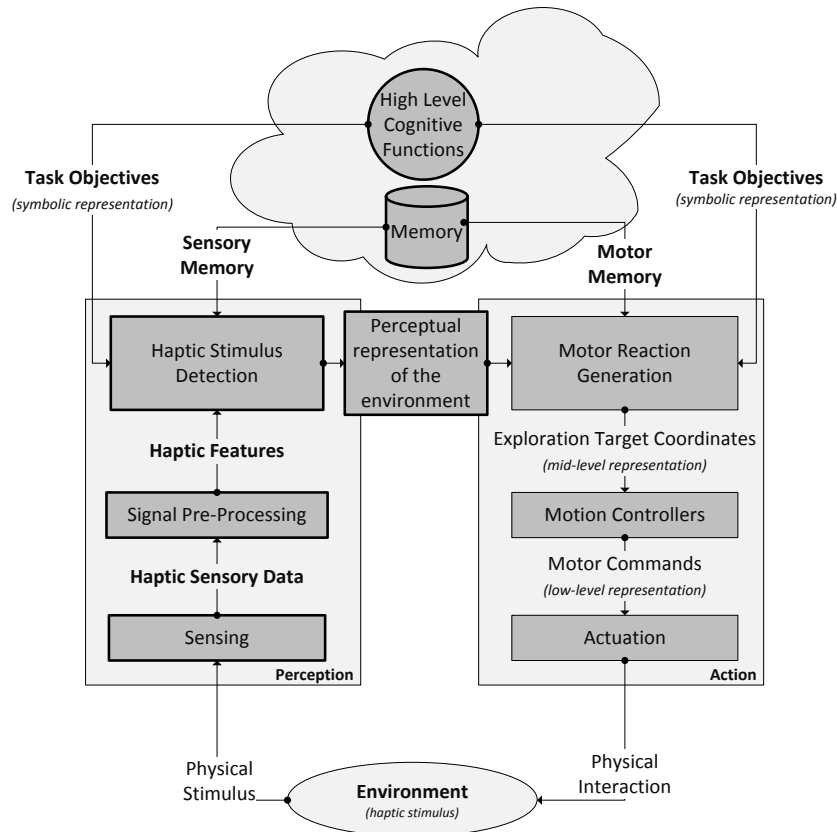 High Level
Cognitive
Functions
Task Objectives
(symbolic representation)
Task Objectives
(symbolic representation)
Memory
Sensory
Memory
Motor
Memory
Haptic Stimulus
Detection
Perceptual
representation
of the
environment
Motor Reaction
Generation
Haptic Features
Exploration Target Coordinates
(mid-level representation)
Signal Pre-Processing
Motion Controllers
Haptic Sensory Data
Motor Commands
(low-level representation)
Sensing
Actuation
Perception
Action
Physical
Stimulus
Physical
Interaction
Environment
(haptic stimulus)